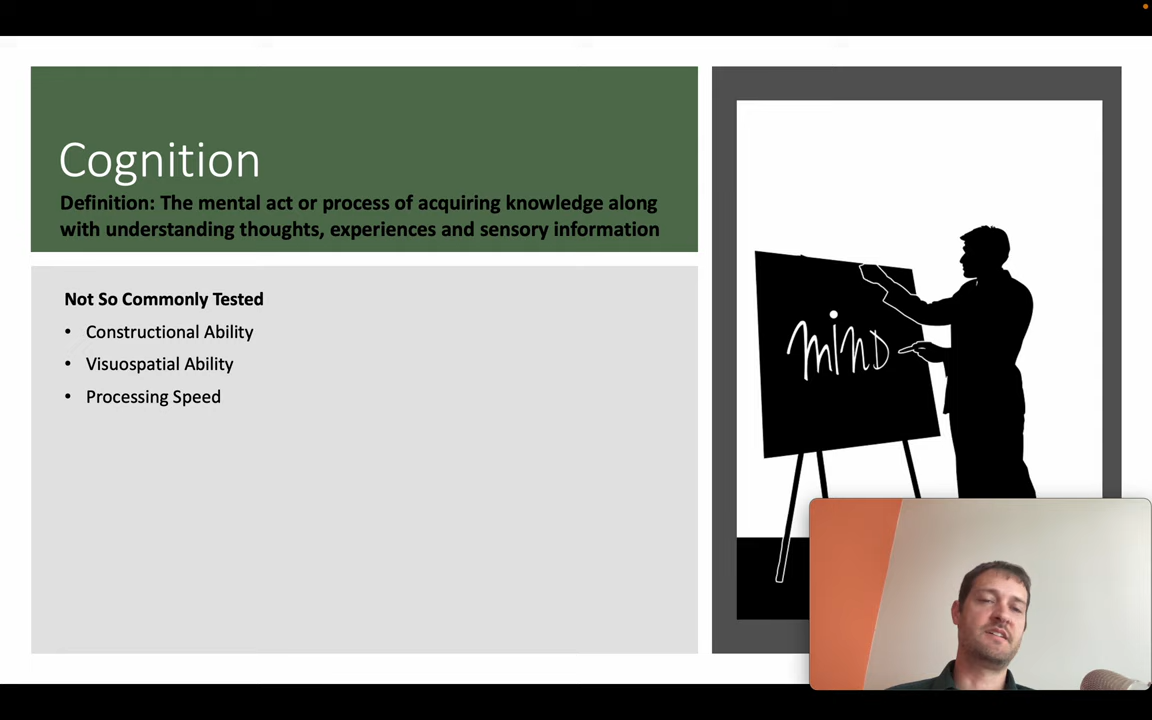 Cognition
Definition: The mental act or process of acquiring knowledge along
with understanding thoughts, experiences and sensory information
Not So Commonly Tested
• Constructional Ability
• Visuospatial Ability
• Processing Speed
minD